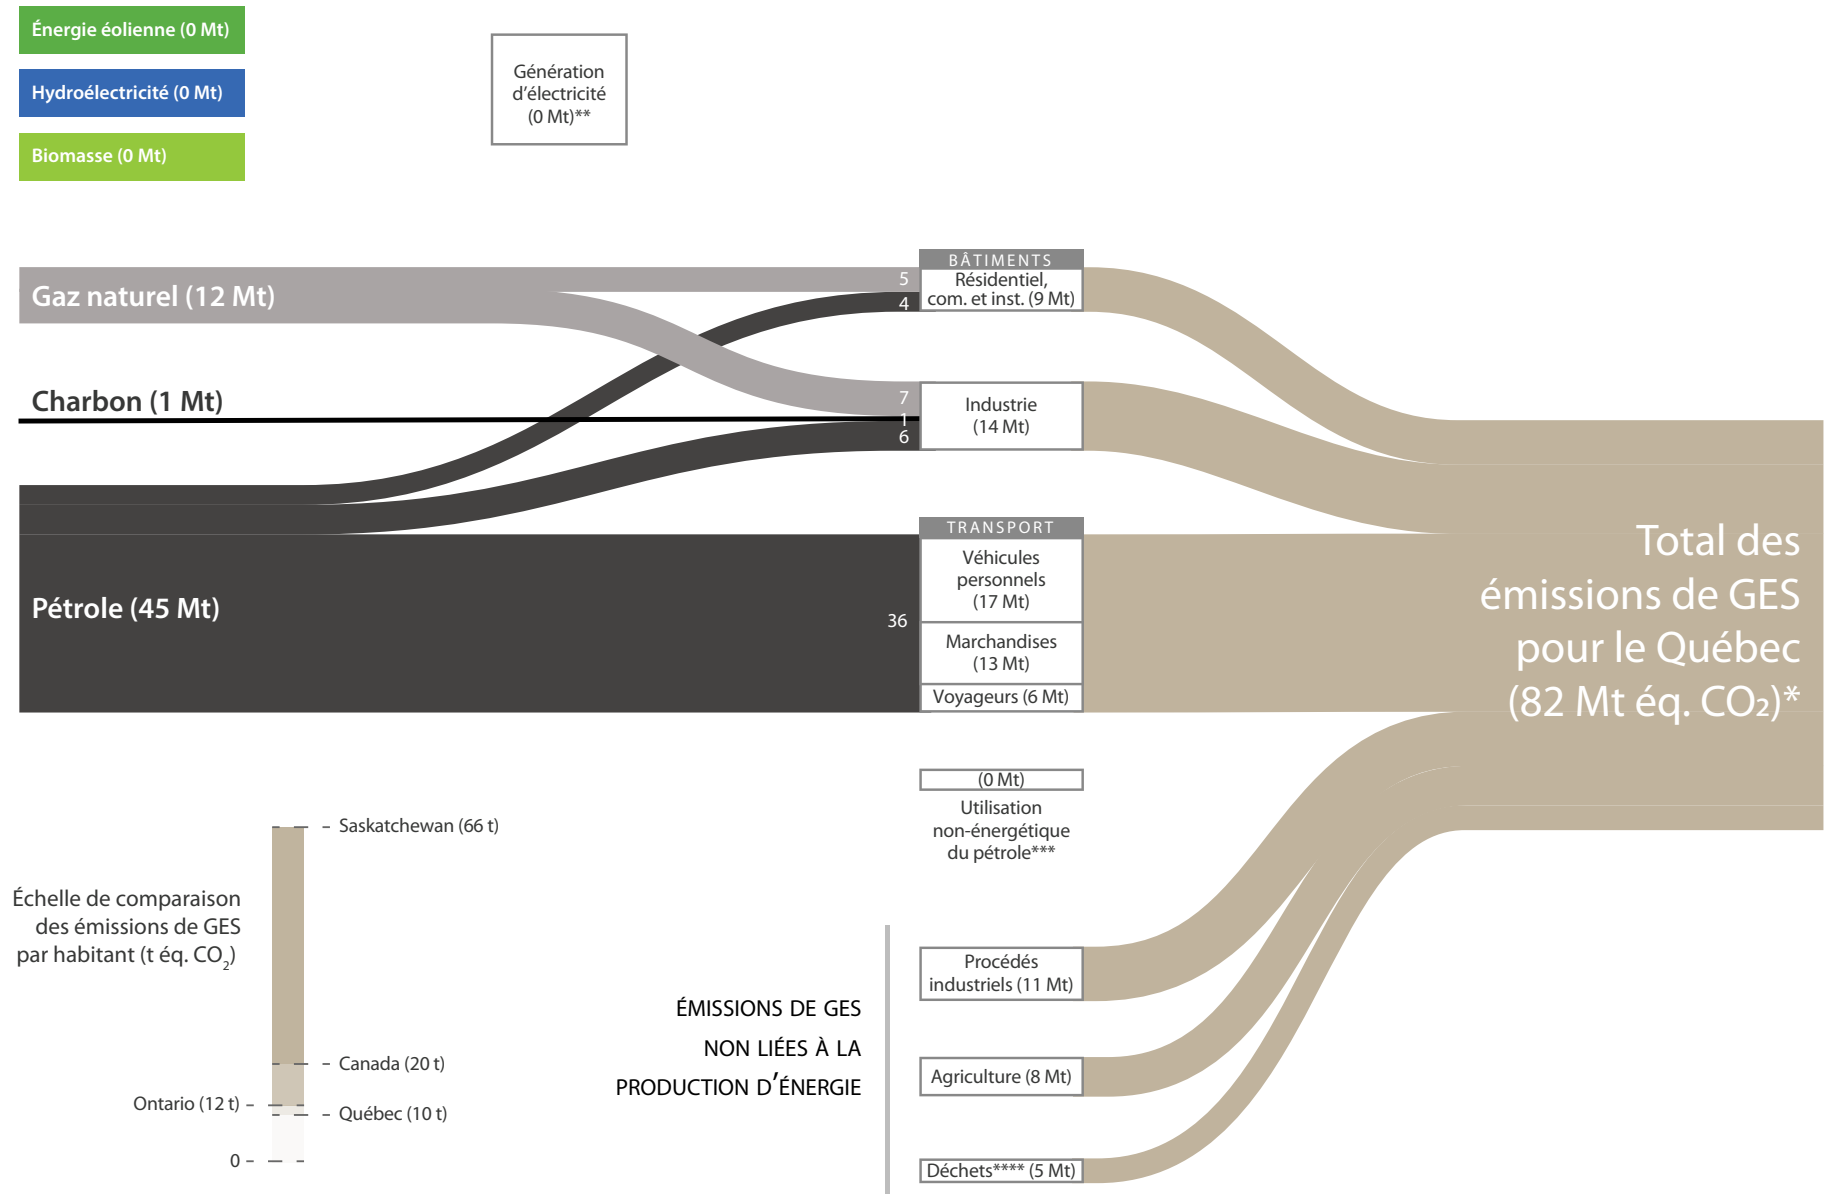 Énergie éolienne (0 Mt)
Hydroélectricité (0 Mt)
Biomasse (0 Mt)
Génération
d'électricité
(0 Mt)**
Gaz naturel (12 Mt)
Charbon (1 Mt)
Pétrole (45 Mt)
5
4
7
1
6
36
BÂTIMENTS
Résidentiel,
com. et inst. (9 Mt)
Industrie
(14 Mt)
TRANSPORT
Véhicules
personnels
(17 Mt)
Marchandises
(13 Mt)
Voyageurs (6 Mt)
(0 Mt)
Utilisation
non-énergétique
du pétrole***
Total des
émissions de GES
pour le Québec
(82 Mt éq. CO₂)*
Échelle de comparaison
des émissions de GES
par habitant (t éq. CO₂)
Saskatchewan (66 t)
Canada (20 t)
Ontario (12 t)
Québec (10 t)
0
ÉMISSIONS DE GES
NON LIÉES À LA
PRODUCTION D'ÉNERGIE
Procédés
industriels (11 Mt)
Agriculture (8 Mt)
Déchets**** (5 Mt)